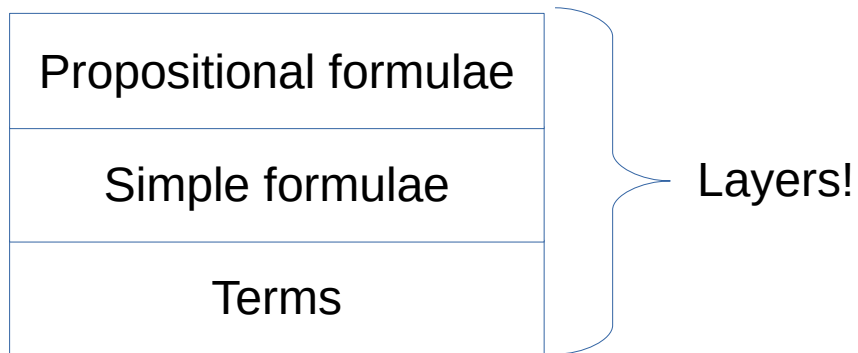 Propositional formulae
Simple formulae
Layers!
Terms